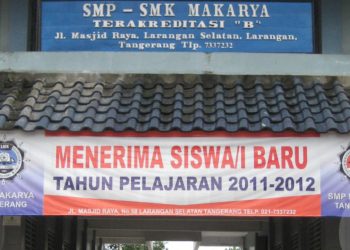 SMP - SMK MAKARYA
TERAKREDITASI "B"
Jl. Masjid Raya, Larangan Selatan, Larangan,
Tangerang Tlp. 7337232
MENERIMA SISWA/I BARU
TAHUN PELAJARAN 2011-2012
JL. MASJID RAYA, No.58 LARANGAN SELATAN TANGERANG TELP. 021-7337232
MAKARYA
TANGERANG
SMP
TANGERANG